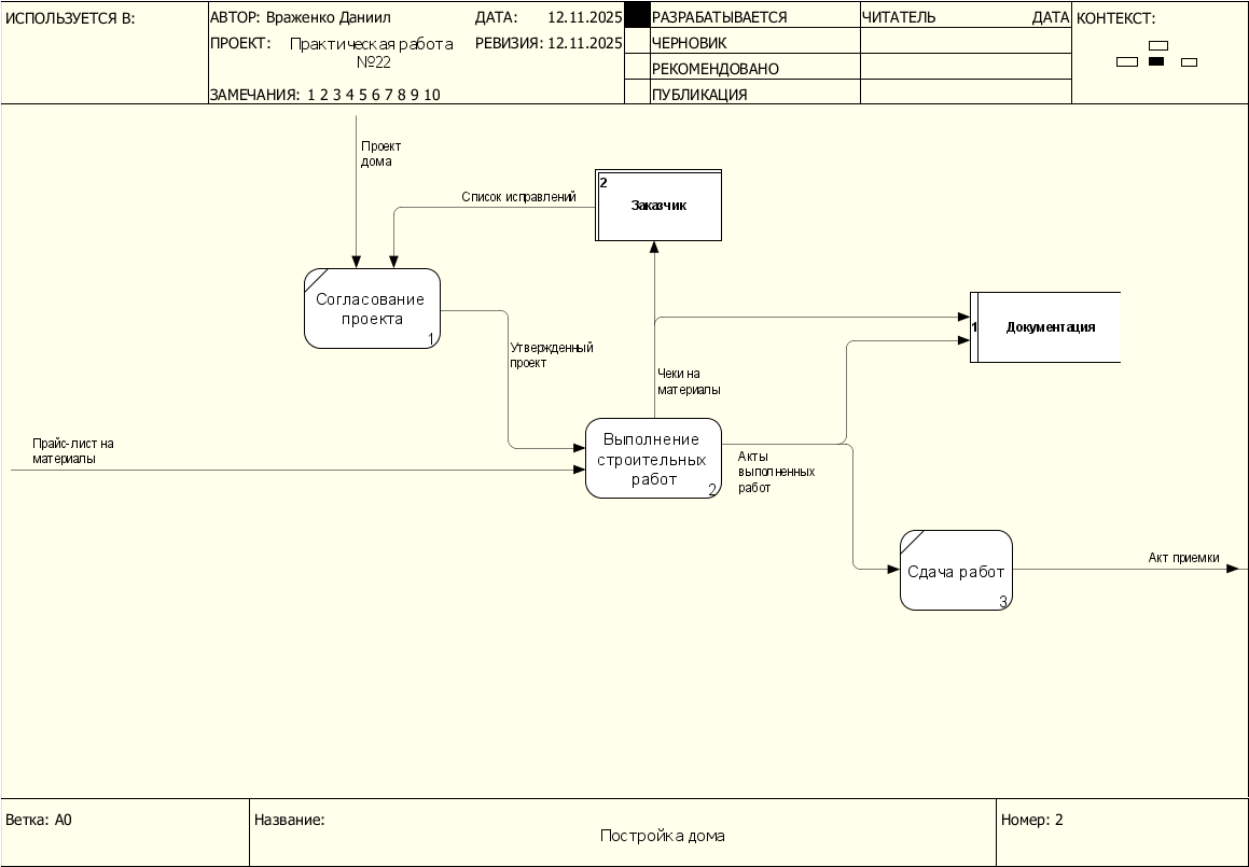 ИСПОЛЬЗУЕТСЯ В:
АВТОР: Враженко Даниил
ДАТА: 12.11.2025
РАЗРАБАТЫВАЕТСЯ
ЧИТАТЕЛЬ
ДАТА
КОНТЕКСТ:
ПРОЕКТ: Практическая работа
№22
РЕВИЗИЯ: 12.11.2025
ЧЕРНОВИК
РЕКОМЕНДОВАНО
ЗАМЕЧАНИЯ: 1 2 3 4 5 6 7 8 9 10
ПУБЛИКАЦИЯ
Проект
дома
Список исправлений
2
Заказчик
Согласование
проекта
1
1
Документация
Утвержденный
проект
Чеки на
материалы
Прайс-лист на
материалы
Выполнение
строительных
работ
2
Акты
выполненных
работ
Сдача работ
3
Акт приемки
Ветка: A0
Название:
Постройка дома
Номер: 2